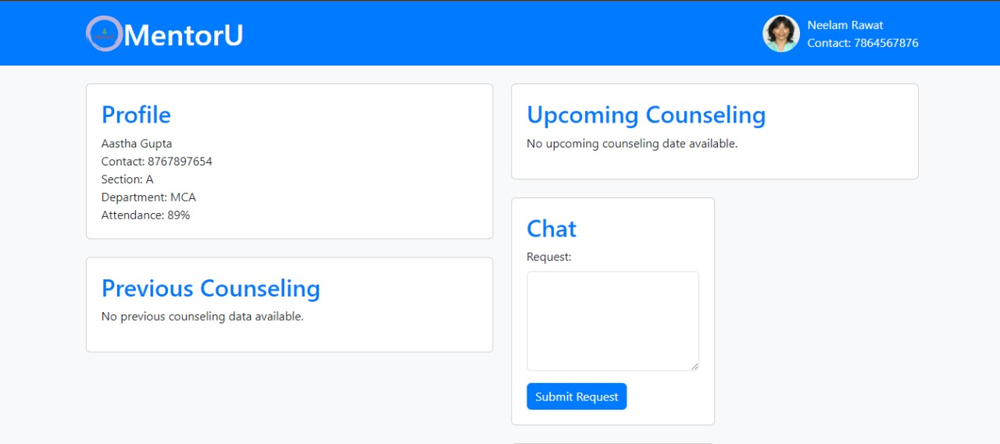 MentorU
Neelam Rawat
Contact: 7864567876
Profile
Aastha Gupta
Contact: 8767897654
Section: A
Department: MCA
Attendance: 89%
Previous Counseling
No previous counseling data available.
Upcoming Counseling
No upcoming counseling date available.
Chat
Request:
Submit Request